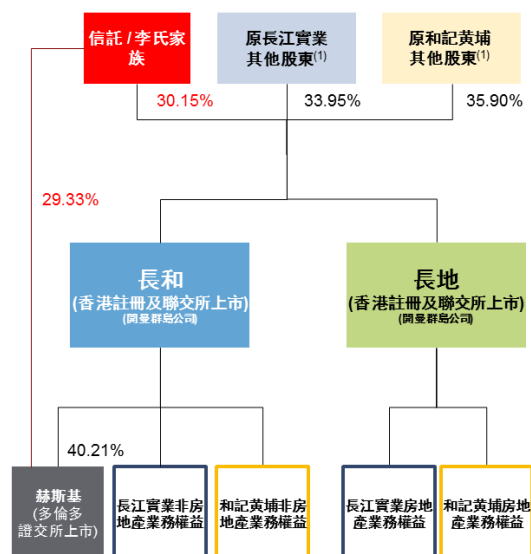 信託 / 李氏家
族
原長江實業
其他股東(1)
原和記黃埔
其他股東(1)
30.15%
33.95%
35.90%
29.33%
長和
(香港註冊及聯交所上市)
(開曼群島公司)
長地
(香港註冊及聯交所上市)
(開曼群島公司)
40.21%
赫斯基
(多倫多
證交所上市)
長江實業非房
地產業務權益
和記黃埔非房
地產業務權益
長江實業房地
產業務權益
和記黃埔房地
產業務權益